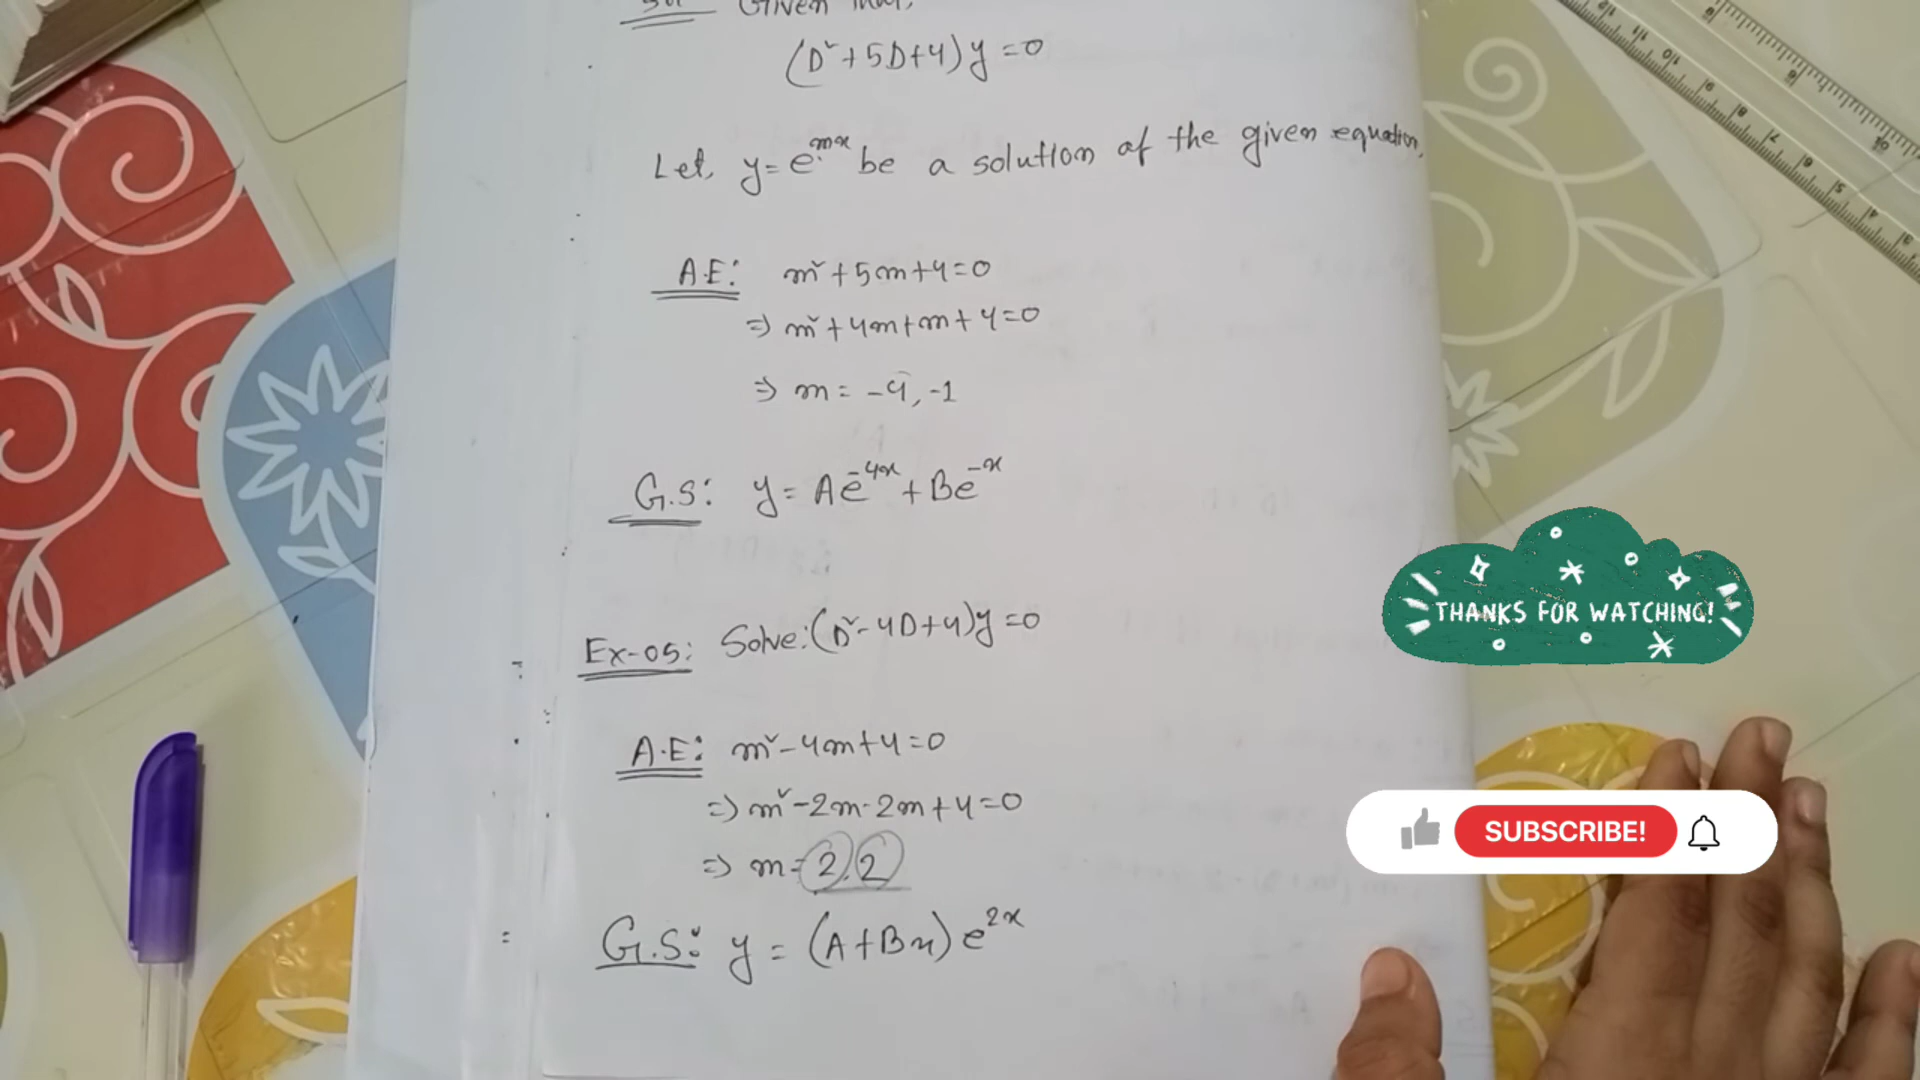 Given that,
(D² + 5D + 4) y = 0
Let, y = e^mx be a solution of the given equation,
A.E: m² + 5m + 4 = 0
⇒ m² + 4m + m + 4 = 0
⇒ m = -4, -1
G.S: y = Ae^-4x + Be^-x
Ex-05: Solve: (D² - 4D + 4)y = 0
A.E: m² - 4m + 4 = 0
⇒ m² - 2m - 2m + 4 = 0
⇒ m = 2, 2
G.S: y = (A + Bx) e^2x
THANKS FOR WATCHING!
SUBSCRIBE!